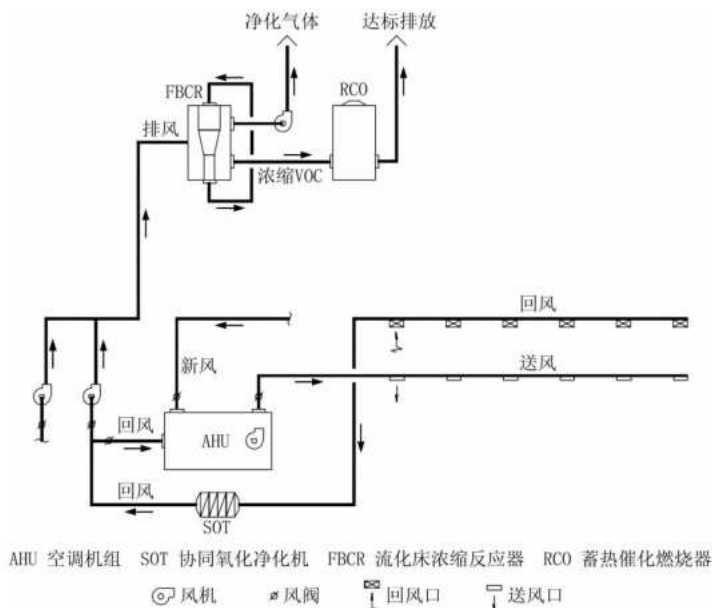 净化气体
达标排放
FBCR
RCO
排风
浓缩VOC
回风
新风
送风
回风
AHU
回风
SOT
AHU 空调机组 SOT 协同氧化净化机 FBCR 流化床浓缩反应器 RCO 蓄热催化燃烧器
风机 风阀 回风口 送风口